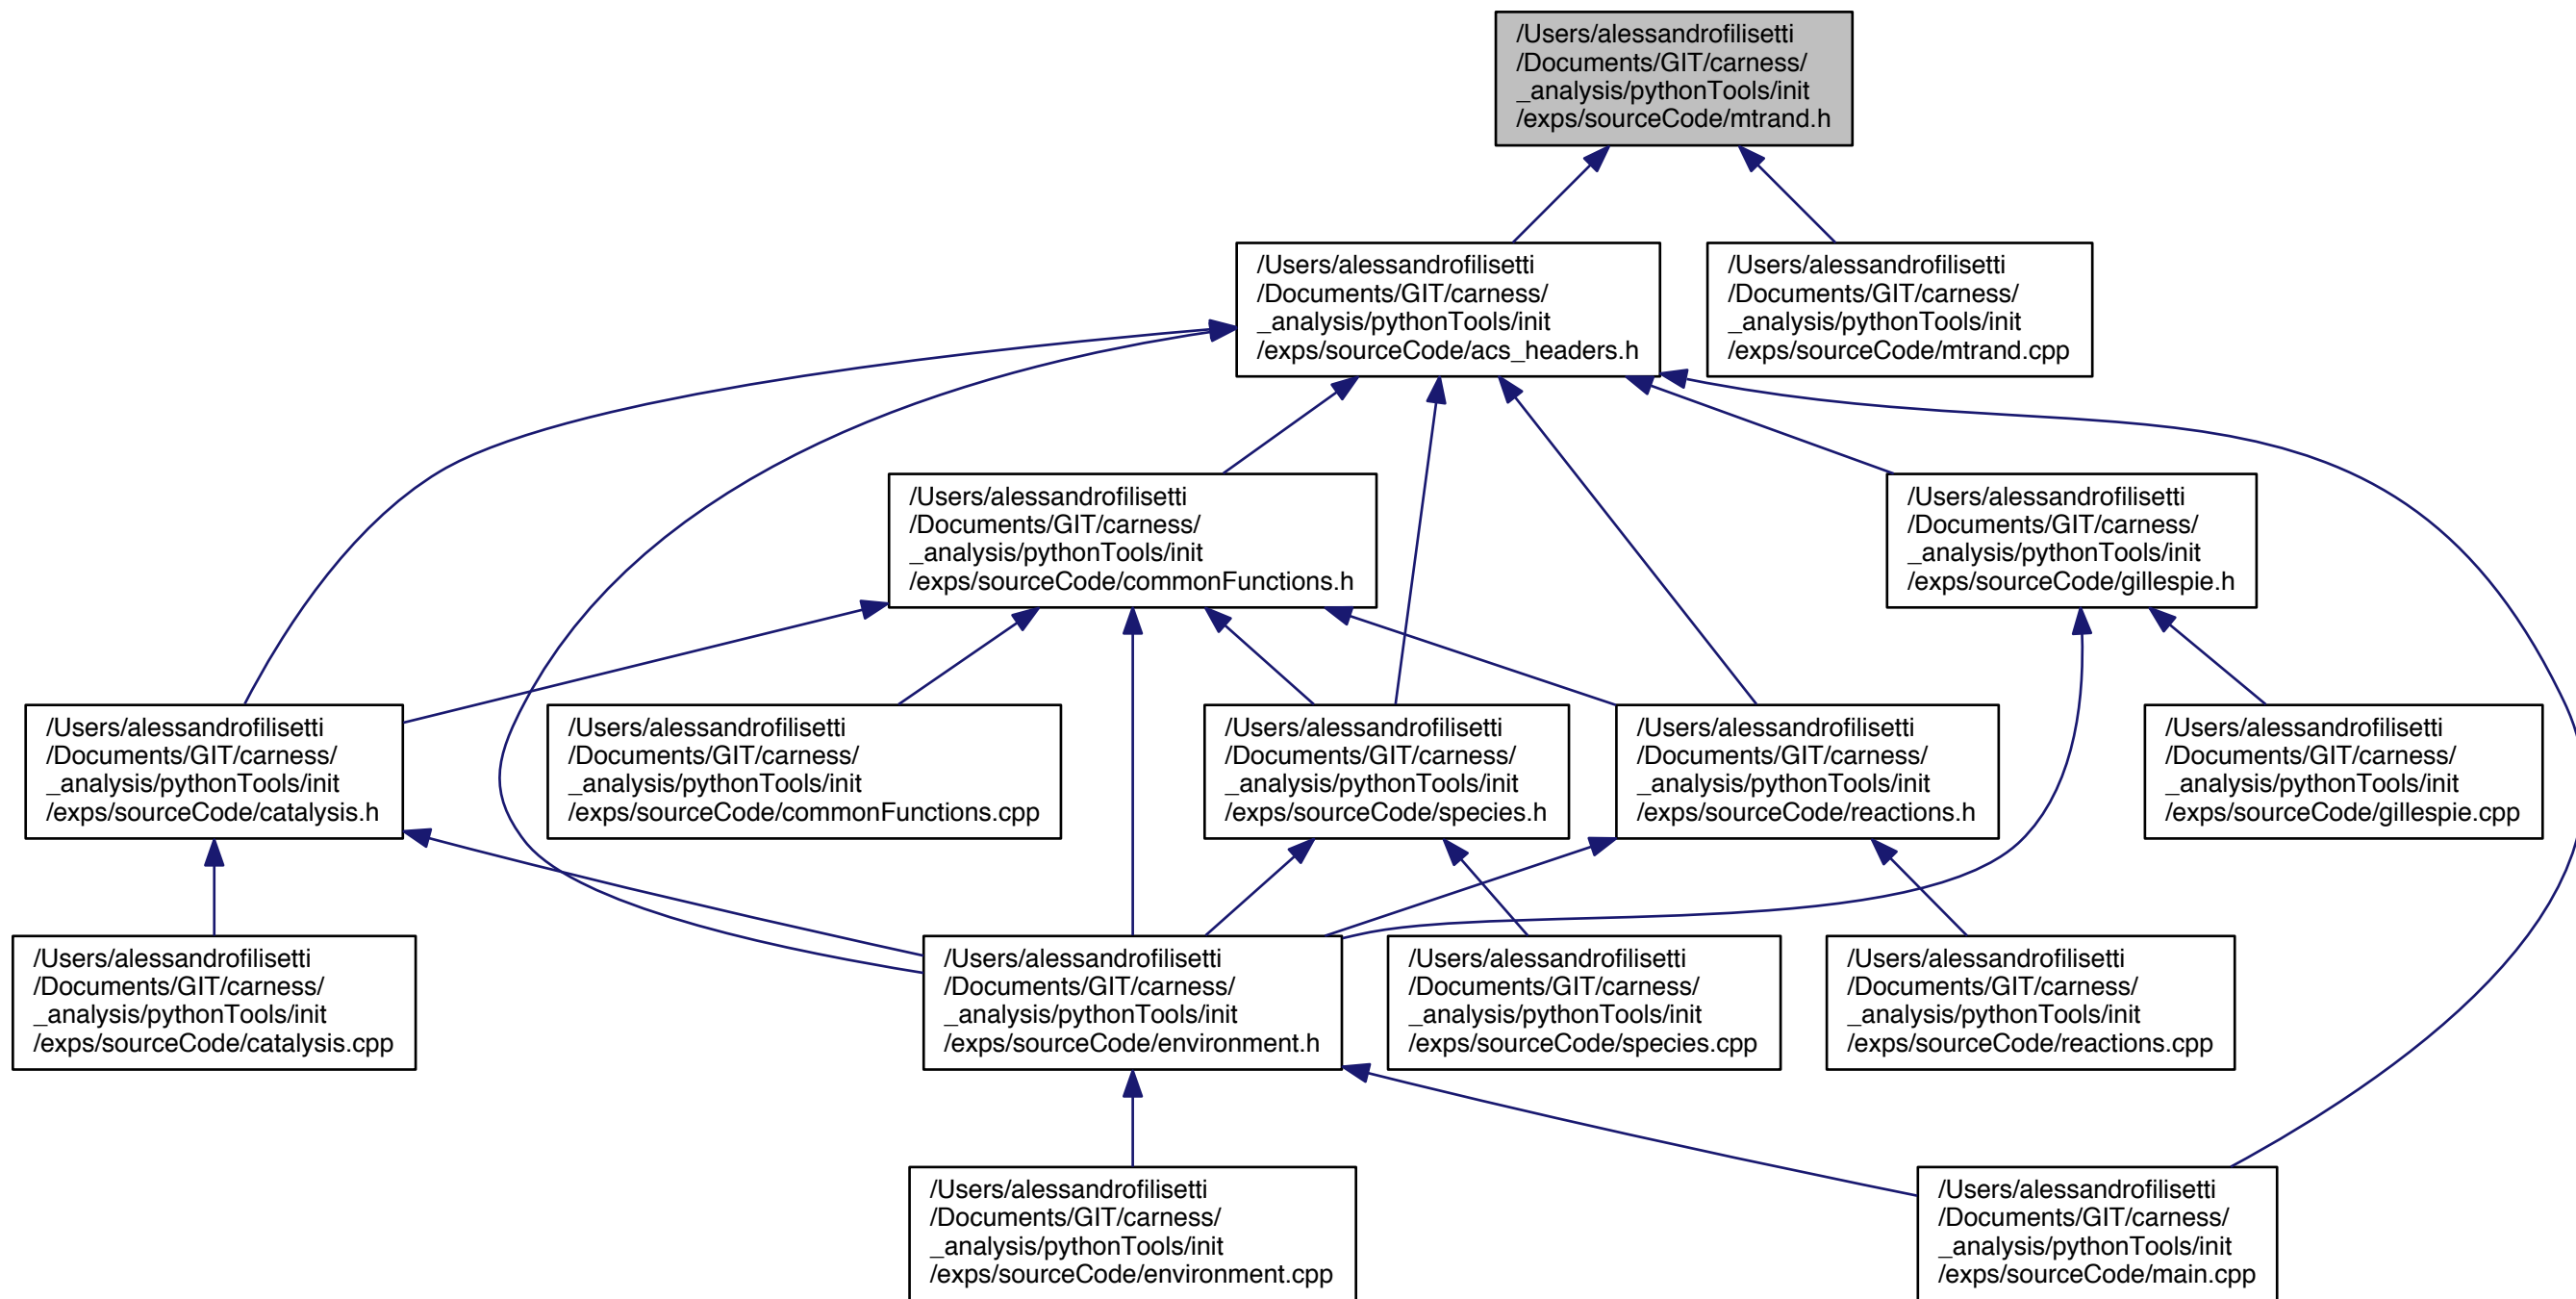 /Users/alessandrofilisetti
/Documents/GIT/carness/
_analysis/pythonTools/init
/exps/sourceCode/mtrand.h
/Users/alessandrofilisetti
/Documents/GIT/carness/
_analysis/pythonTools/init
/exps/sourceCode/acs_headers.h
/Users/alessandrofilisetti
/Documents/GIT/carness/
_analysis/pythonTools/init
/exps/sourceCode/mtrand.cpp
/Users/alessandrofilisetti
/Documents/GIT/carness/
_analysis/pythonTools/init
/exps/sourceCode/commonFunctions.h
/Users/alessandrofilisetti
/Documents/GIT/carness/
_analysis/pythonTools/init
/exps/sourceCode/gillespie.h
/Users/alessandrofilisetti
/Documents/GIT/carness/
_analysis/pythonTools/init
/exps/sourceCode/catalysis.h
/Users/alessandrofilisetti
/Documents/GIT/carness/
_analysis/pythonTools/init
/exps/sourceCode/commonFunctions.cpp
/Users/alessandrofilisetti
/Documents/GIT/carness/
_analysis/pythonTools/init
/exps/sourceCode/species.h
/Users/alessandrofilisetti
/Documents/GIT/carness/
_analysis/pythonTools/init
/exps/sourceCode/reactions.h
/Users/alessandrofilisetti
/Documents/GIT/carness/
_analysis/pythonTools/init
/exps/sourceCode/gillespie.cpp
/Users/alessandrofilisetti
/Documents/GIT/carness/
_analysis/pythonTools/init
/exps/sourceCode/catalysis.cpp
/Users/alessandrofilisetti
/Documents/GIT/carness/
_analysis/pythonTools/init
/exps/sourceCode/environment.h
/Users/alessandrofilisetti
/Documents/GIT/carness/
_analysis/pythonTools/init
/exps/sourceCode/species.cpp
/Users/alessandrofilisetti
/Documents/GIT/carness/
_analysis/pythonTools/init
/exps/sourceCode/reactions.cpp
/Users/alessandrofilisetti
/Documents/GIT/carness/
_analysis/pythonTools/init
/exps/sourceCode/environment.cpp
/Users/alessandrofilisetti
/Documents/GIT/carness/
_analysis/pythonTools/init
/exps/sourceCode/main.cpp